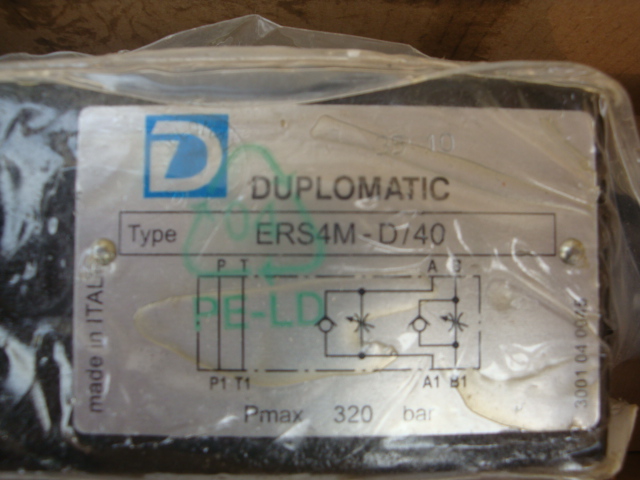 D
DUPLOMATIC
Type ERS4M-D/40
P T A B
04
PE-LD
P1 T1 A1 B1
Pmax 320 bar
made in ITALY
3001 04